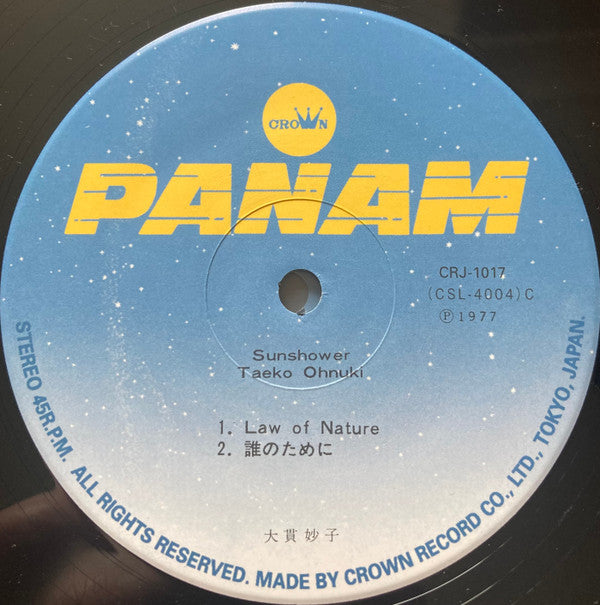 CROWN
PANAM
CRJ-1017
(CSL-4004)C
Ⓟ1977
Sunshower
Taeko Ohnuki
1. Law of Nature
2. 誰のために
大貫妙子
STEREO 45R.P.M. ALL RIGHTS RESERVED. MADE BY CROWN RECORD CO., LTD., TOKYO, JAPAN.